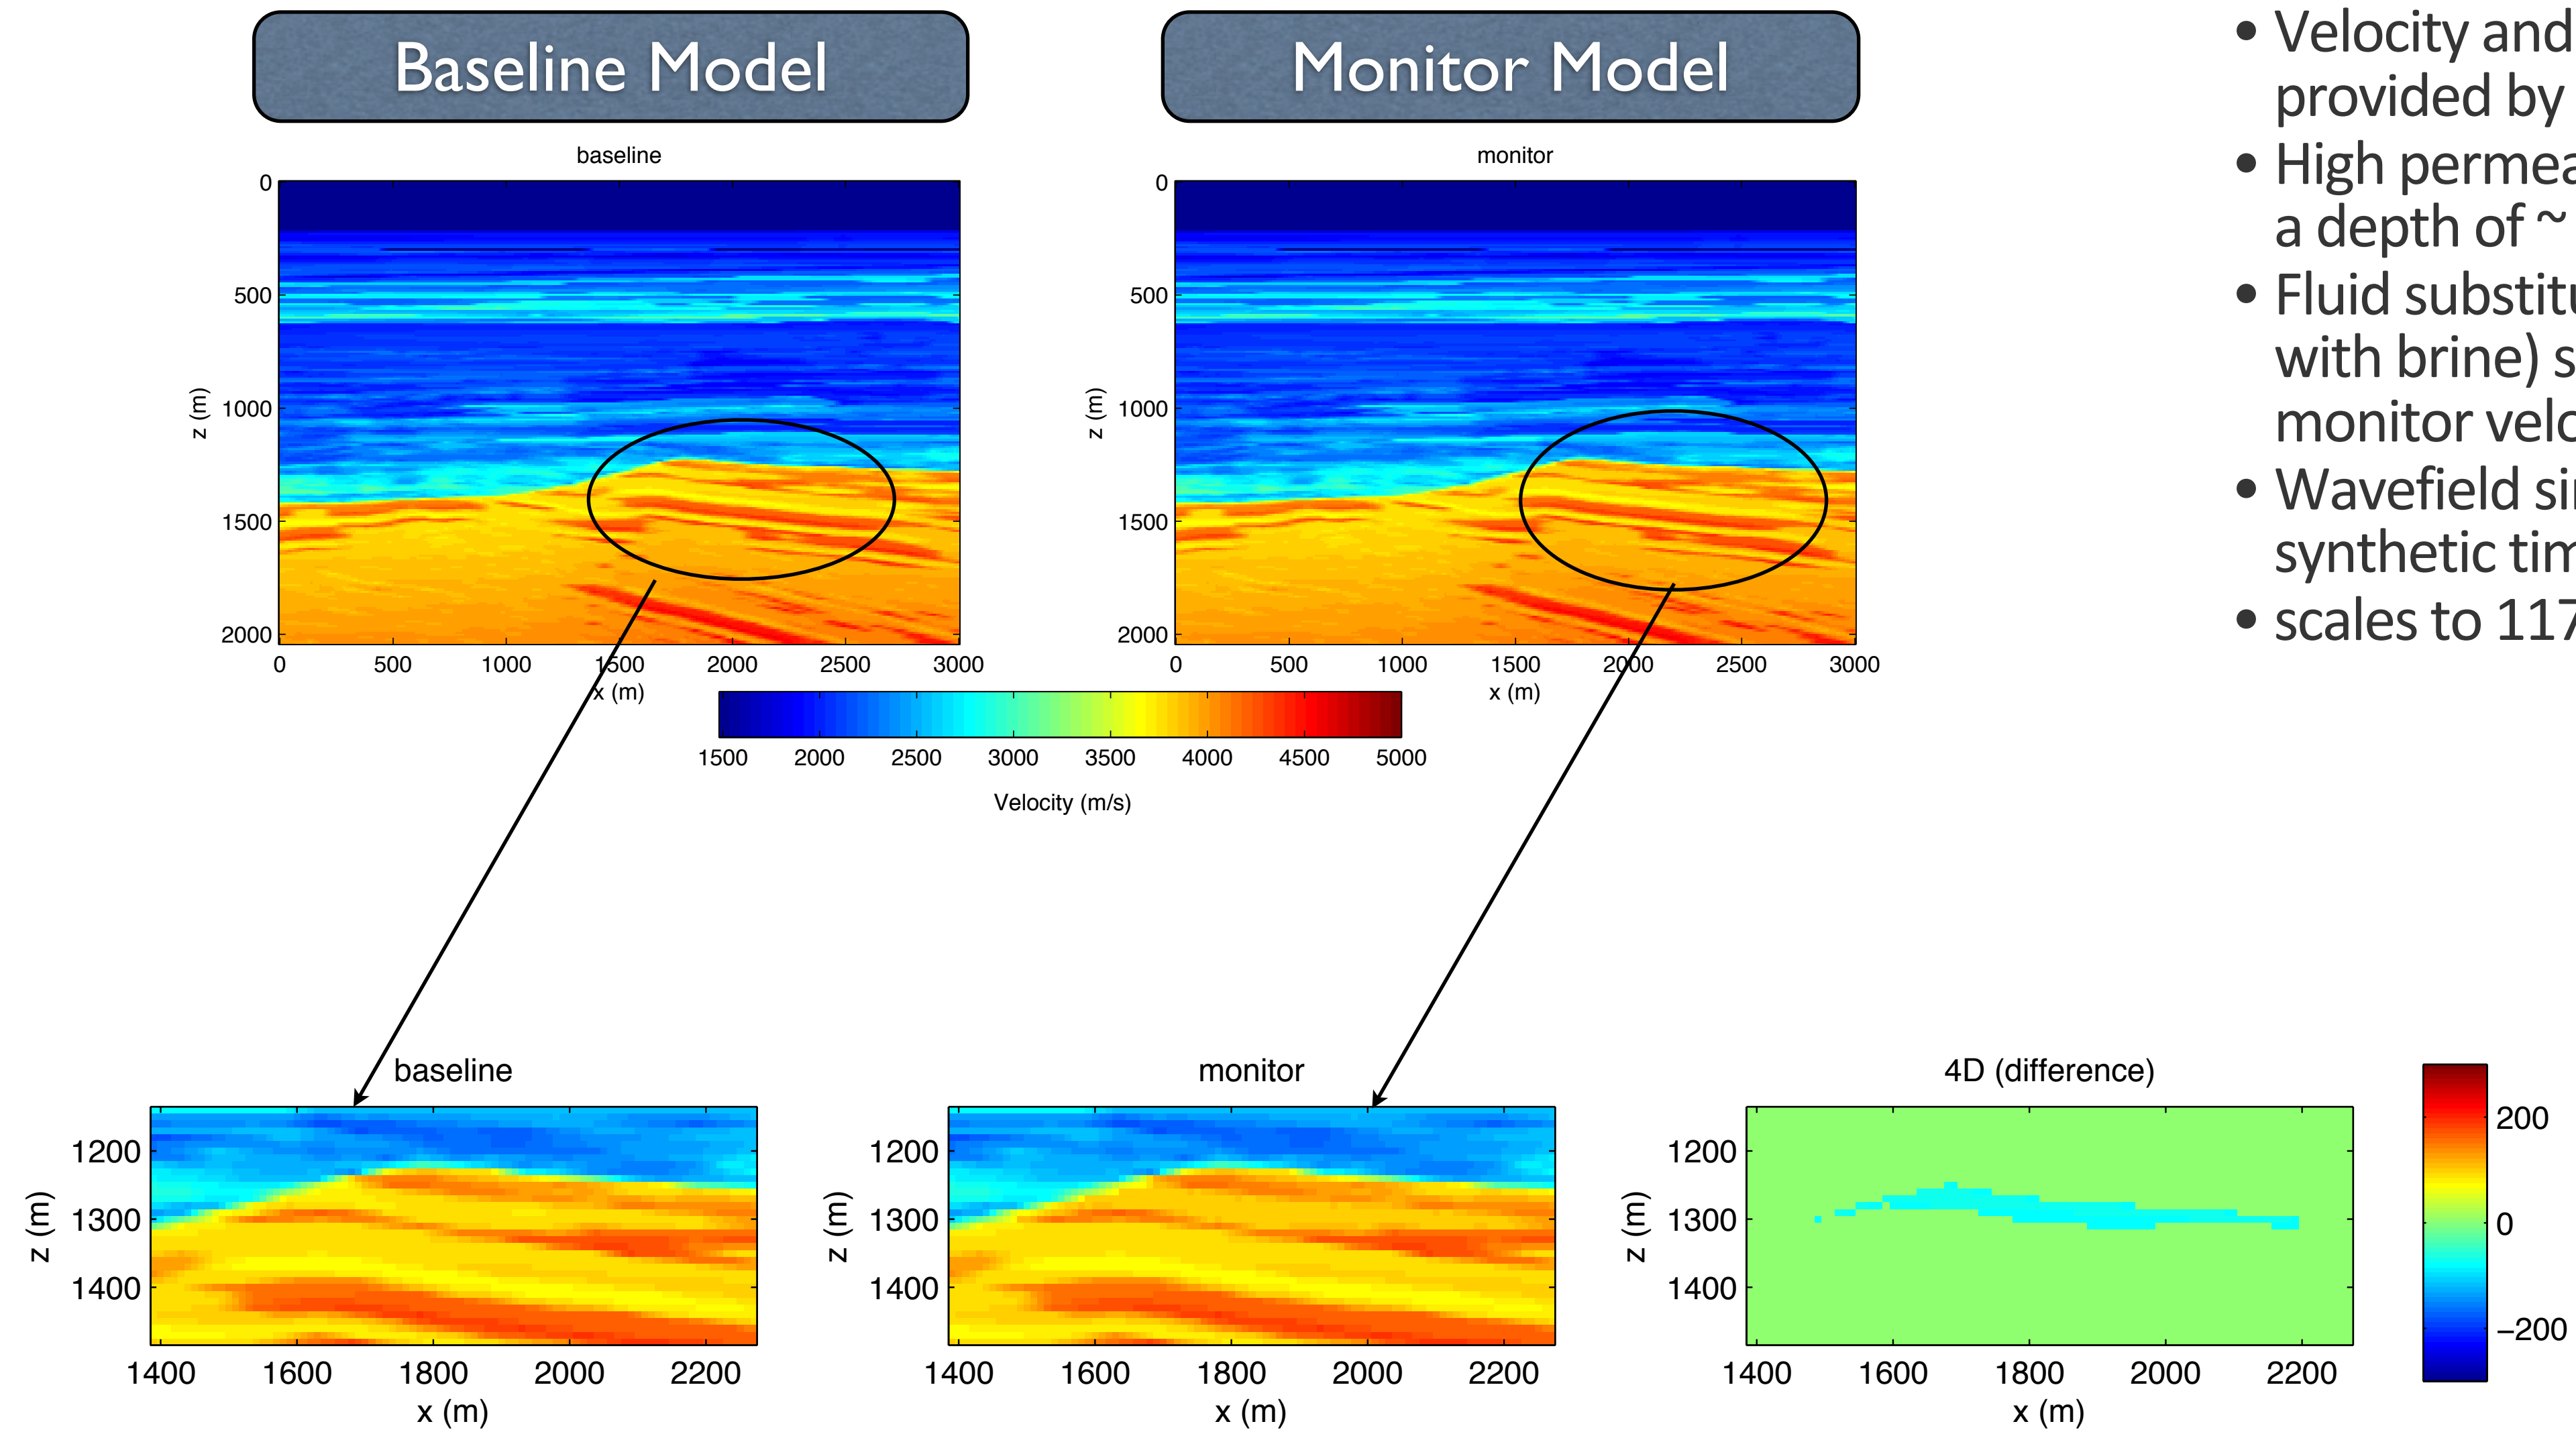 Baseline Model
Monitor Model
baseline
0
500
1000
1500
2000
z (m)
0 500 1000 1500 2000 2500 3000
x (m)
monitor
0
500
1000
1500
2000
z (m)
0 500 1000 1500 2000 2500 3000
x (m)
1500 2000 2500 3000 3500 4000 4500 5000
Velocity (m/s)
• Velocity and
provided by
• High permea
a depth of ~
• Fluid substitu
with brine) s
monitor velo
• Wavefield si
synthetic tim
• scales to 117
baseline
1200
1300
1400
z (m)
1400 1600 1800 2000 2200
x (m)
monitor
1200
1300
1400
z (m)
1400 1600 1800 2000 2200
x (m)
4D (difference)
1200
1300
1400
z (m)
1400 1600 1800 2000 2200
x (m)
200
0
−200